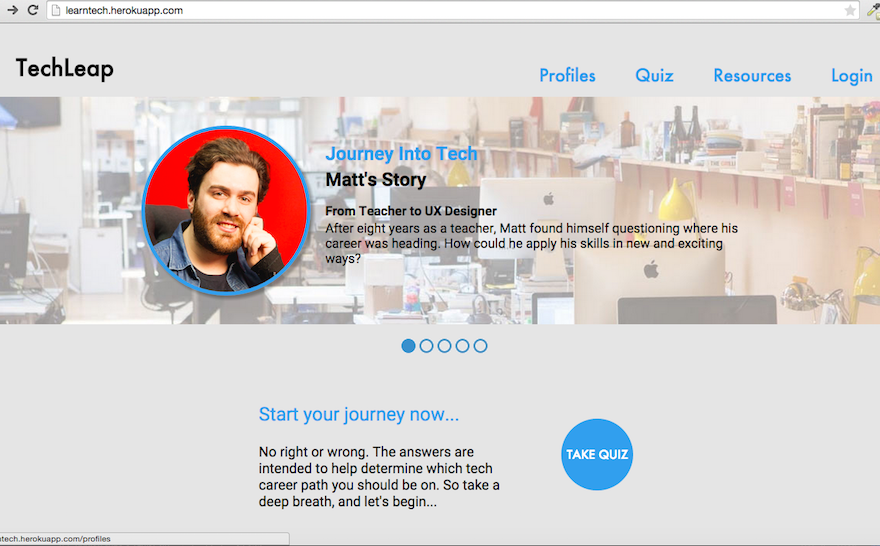 learntech.herokuapp.com
TechLeap
Profiles Quiz Resources Login
Journey Into Tech
Matt's Story
From Teacher to UX Designer
After eight years as a teacher, Matt found himself questioning where his
career was heading. How could he apply his skills in new and exciting
ways?
Start your journey now...
No right or wrong. The answers are
intended to help determine which tech
career path you should be on. So take a
deep breath, and let's begin...
TAKE QUIZ
ntech.herokuapp.com/profiles